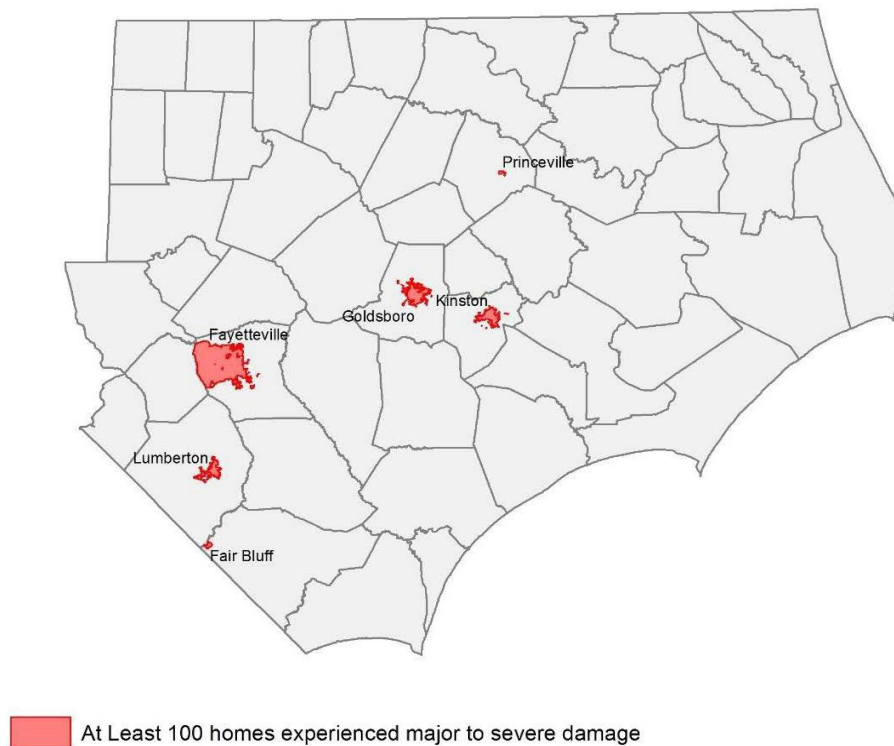 Princeville
Kinston
Goldsboro
Fayetteville
Lumberton
Fair Bluff
At Least 100 homes experienced major to severe damage